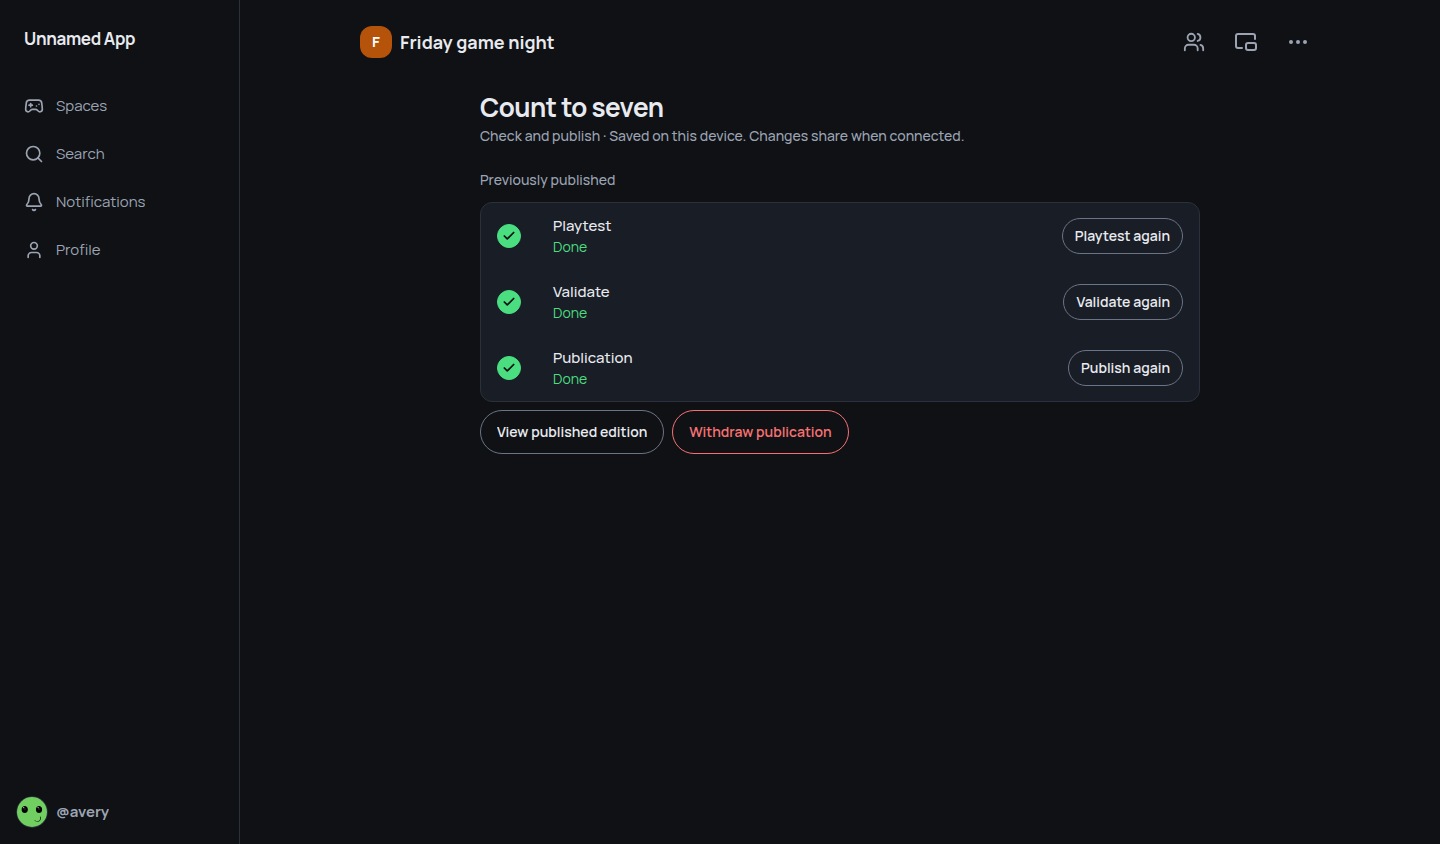 Unnamed App
Spaces
Search
Notifications
Profile
@avery
F Friday game night
Count to seven
Check and publish · Saved on this device. Changes share when connected.
Previously published
Playtest
Done
Playtest again
Validate
Done
Validate again
Publication
Done
Publish again
View published edition
Withdraw publication